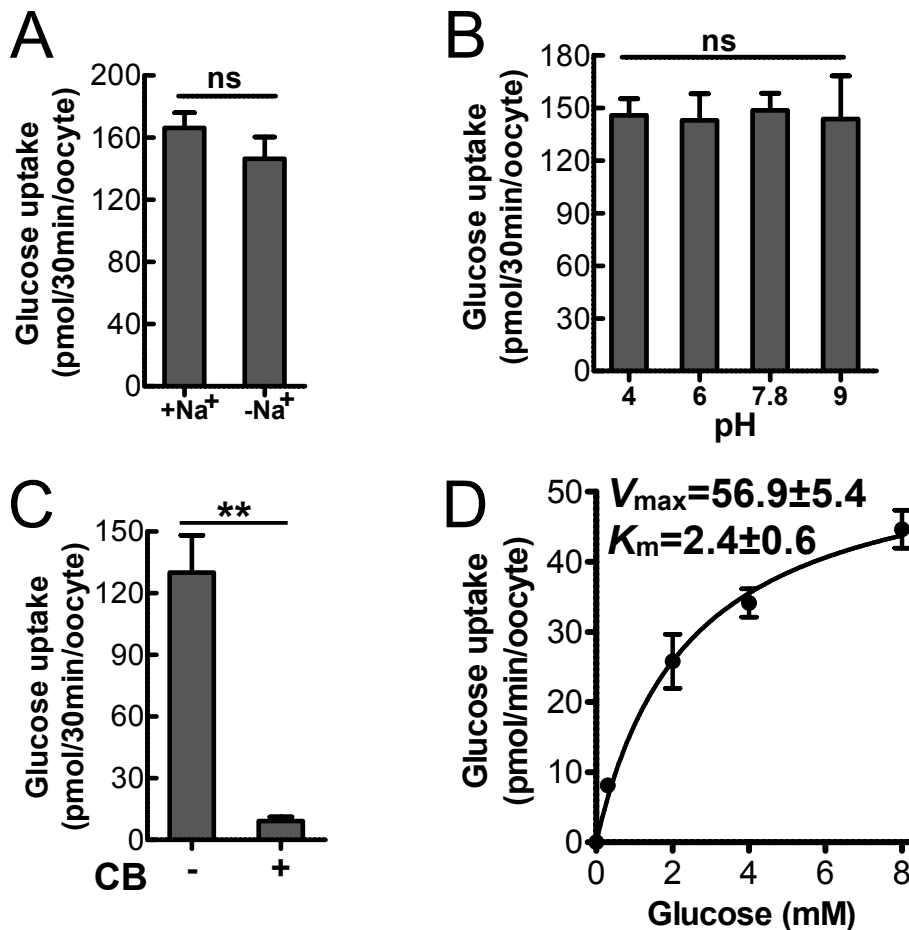 A
ns
Glucose uptake
(pmol/30min/oocyte)
200
160
120
80
40
0
+Na+
-Na+
B
ns
Glucose uptake
(pmol/30min/oocyte)
180
150
120
90
60
30
0
4 6 7.8 9
pH
C
**
Glucose uptake
(pmol/30min/oocyte)
150
120
90
60
30
0
CB - +
D
Vmax=56.9±5.4
Km=2.4±0.6
Glucose uptake
(pmol/min/oocyte)
50
40
30
20
10
0
0 2 4 6 8
Glucose (mM)